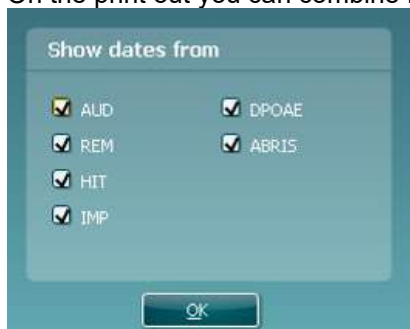 On the print out you can combine
Show dates from
AUD DPOAE
REM ABRIS
HIT
IMP
OK